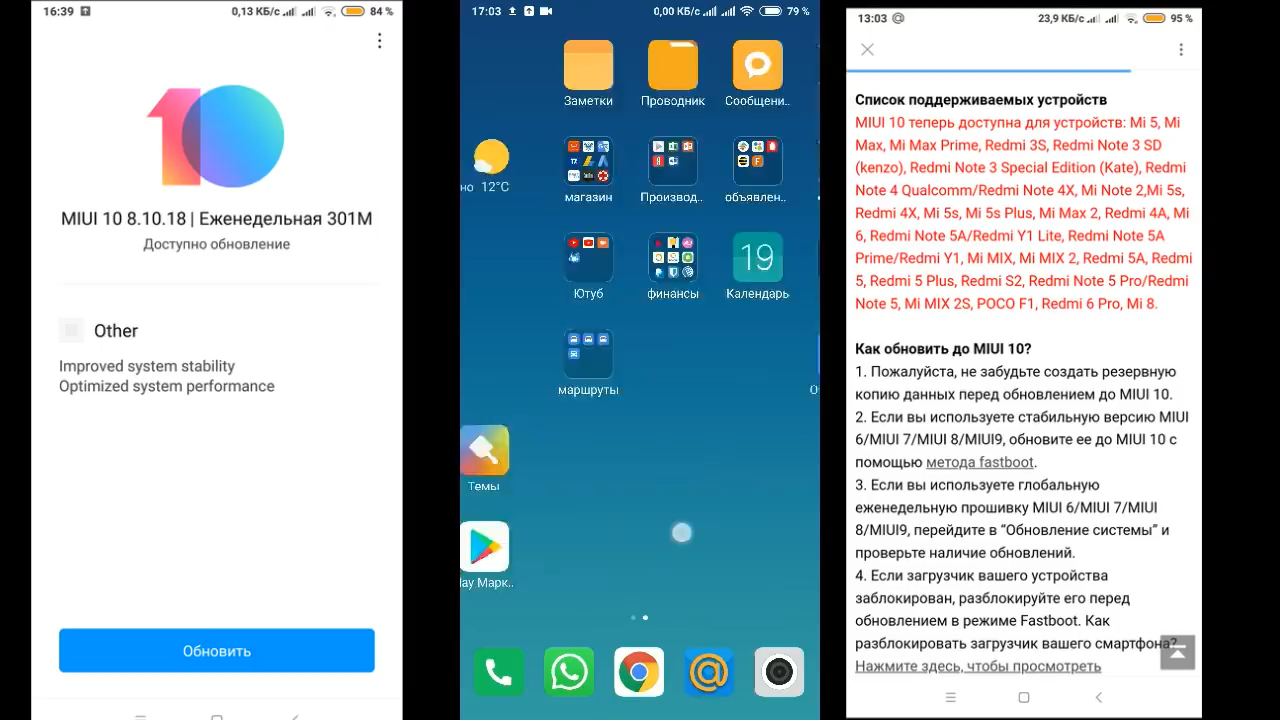 16:39
0,13 КБ/с
84 %
MIUI 10 8.10.18 | Еженедельная 301M
Доступно обновление
Other
Improved system stability
Optimized system performance
Обновить
17:03
0,00 КБ/с
79 %
Заметки
Проводник
Сообщени..
но 12°C
магазин
Производ..
объявлен..
19
Ютуб
финансы
Календарь
маршруты
Темы
lay Марк..
13:03
23,9 КБ/с
95 %
Список поддерживаемых устройств
MIUI 10 теперь доступна для устройств: Mi 5, Mi
Max, Mi Max Prime, Redmi 3S, Redmi Note 3 SD
(kenzo), Redmi Note 3 Special Edition (Kate), Redmi
Note 4 Qualcomm/Redmi Note 4X, Mi Note 2,Mi 5s,
Redmi 4X, Mi 5s, Mi 5s Plus, Mi Max 2, Redmi 4A, Mi
6, Redmi Note 5A/Redmi Y1 Lite, Redmi Note 5A
Prime/Redmi Y1, Mi MIX, Mi MIX 2, Redmi 5A, Redmi
5, Redmi 5 Plus, Redmi S2, Redmi Note 5 Pro/Redmi
Note 5, Mi MIX 2S, POCO F1, Redmi 6 Pro, Mi 8.
Как обновить до MIUI 10?
1. Пожалуйста, не забудьте создать резервную
копию данных перед обновлением до MIUI 10.
2. Если вы используете стабильную версию MIUI
6/MIUI 7/MIUI 8/MIUI9, обновите ее до MIUI 10 с
помощью метода fastboot.
3. Если вы используете глобальную
еженедельную прошивку MIUI 6/MIUI 7/MIUI
8/MIUI9, перейдите в “Обновление системы” и
проверьте наличие обновлений.
4. Если загрузчик вашего устройства
заблокирован, разблокируйте его перед
обновлением в режиме Fastboot. Как
разблокировать загрузчик вашего смартфона?
Нажмите здесь, чтобы просмотреть